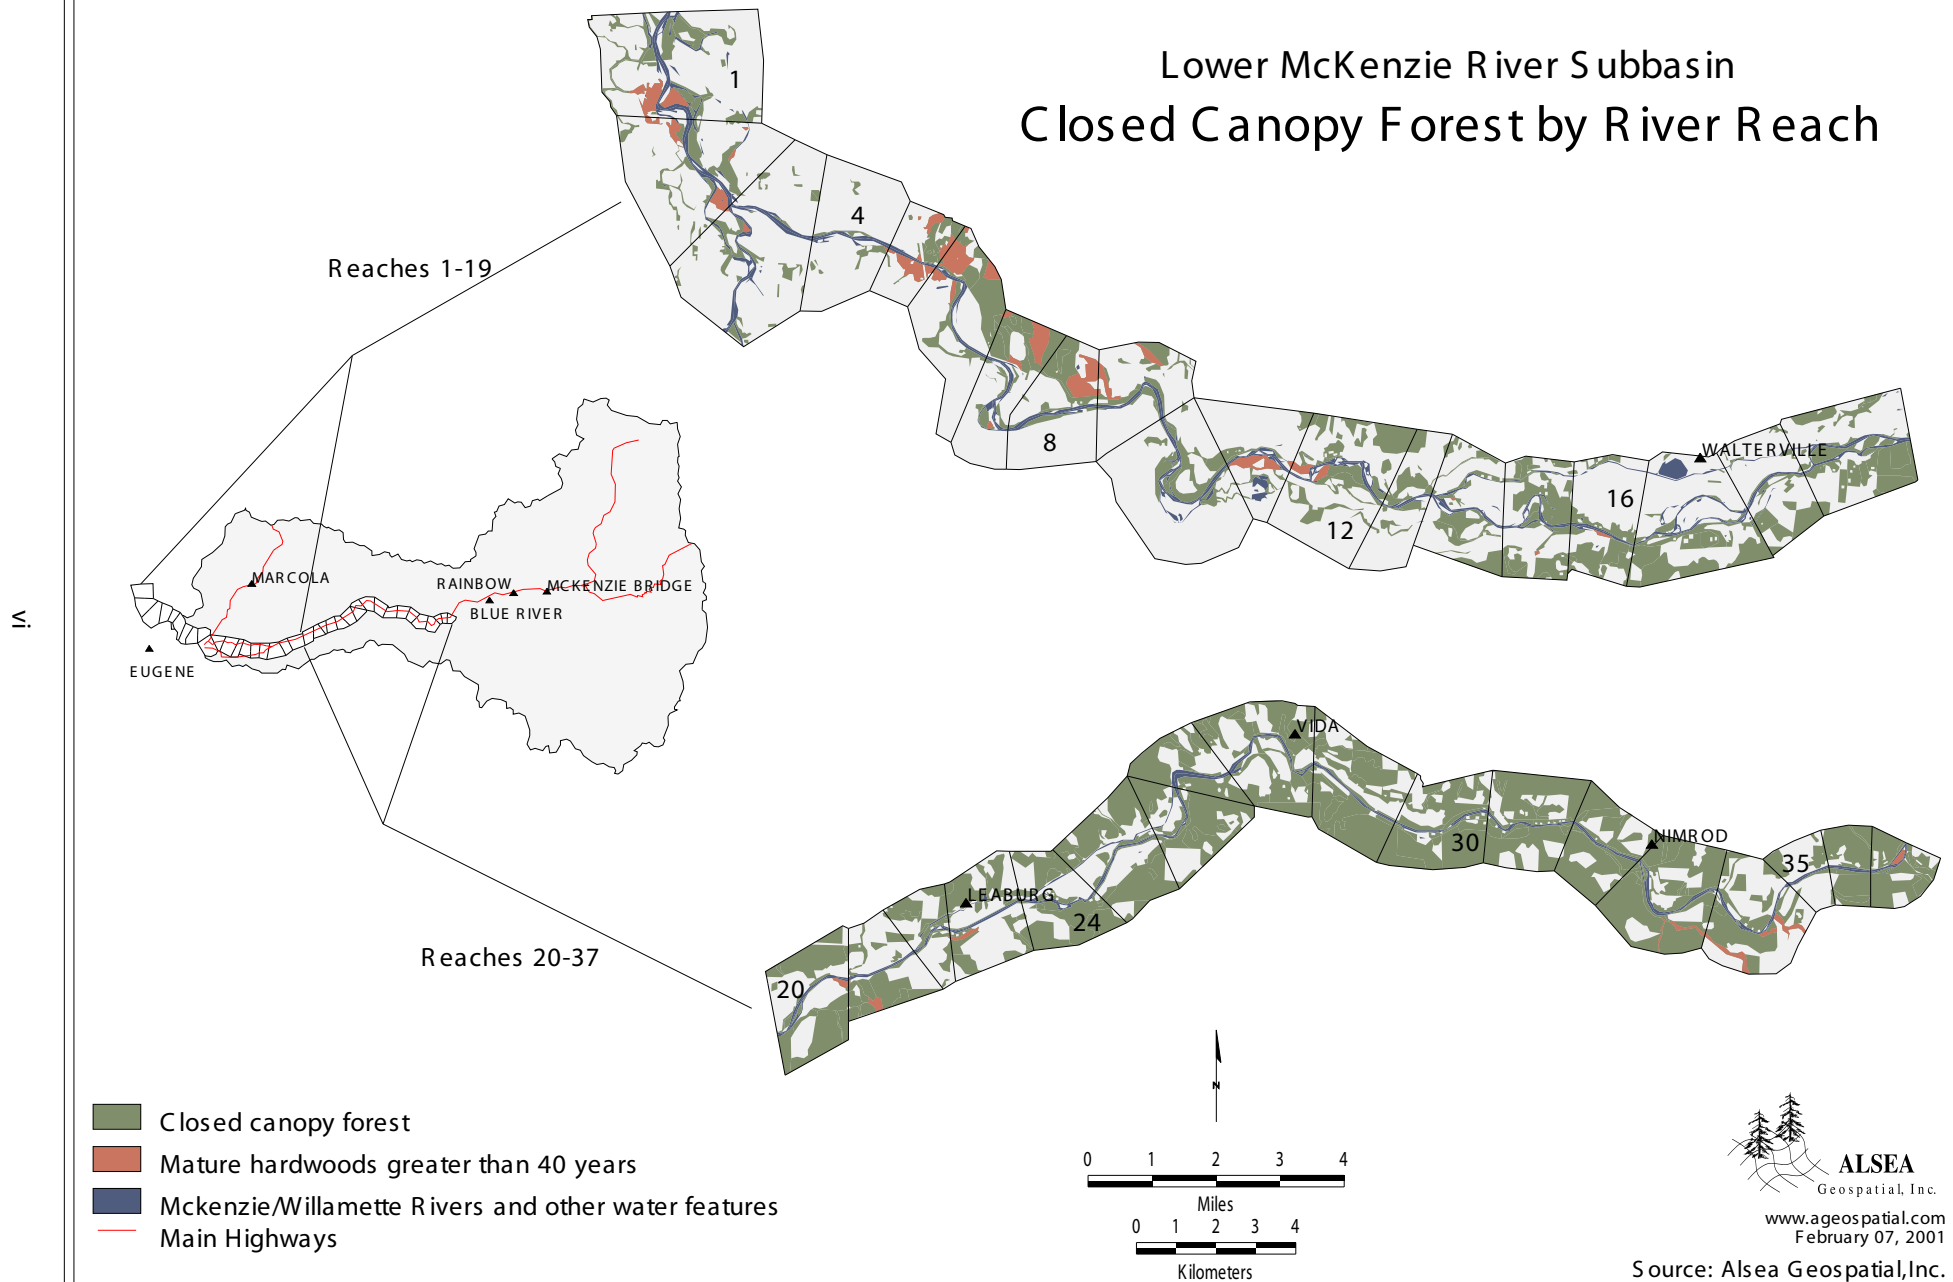 Lower McKenzie River Subbasin
Closed Canopy Forest by River Reach
1
4
Reaches 1-19
8
12
16
WALTERVILLE
MARCOLA
RAINBOW
MCKENZIE BRIDGE
BLUE RIVER
EUGENE
vi
VIDA
30
NIMROD
35
LEABURG
24
Reaches 20-37
20
N
Closed canopy forest
Mature hardwoods greater than 40 years
Mckenzie/Willamette Rivers and other water features
Main Highways
0 1 2 3 4
Miles
0 1 2 3 4
Kilometers
ALSEA
Geospatial, Inc.
www.ageospatial.com
February 07, 2001
Source: Alsea Geospatial,Inc.